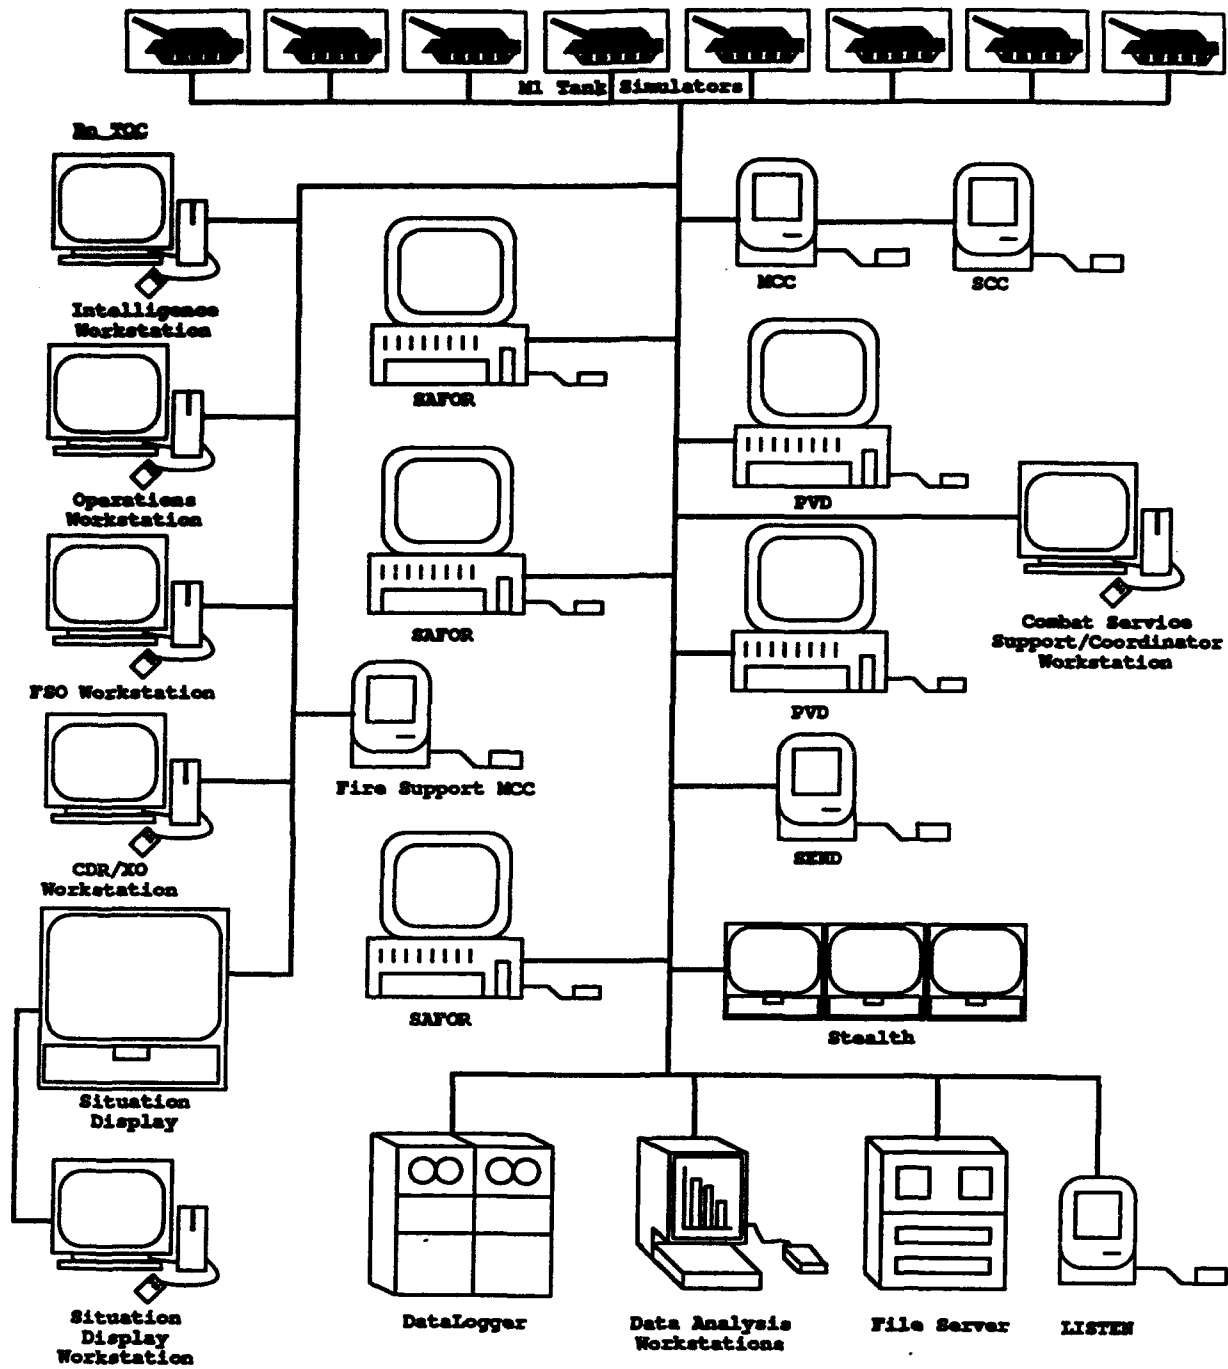 M1 Tank Simulators
Bn TOC
Intelligence
Workstation
MCC
SCC
SAFOR
Operations
Workstation
PVD
SAFOR
Combat Service
Support/Coordinator
Workstation
FSO Workstation
PVD
Fire Support MCC
SEND
CDR/XO
Workstation
SAFOR
Stealth
Situation
Display
DataLogger
Data Analysis
Workstations
File Server
LISTEN
Situation
Display
Workstation